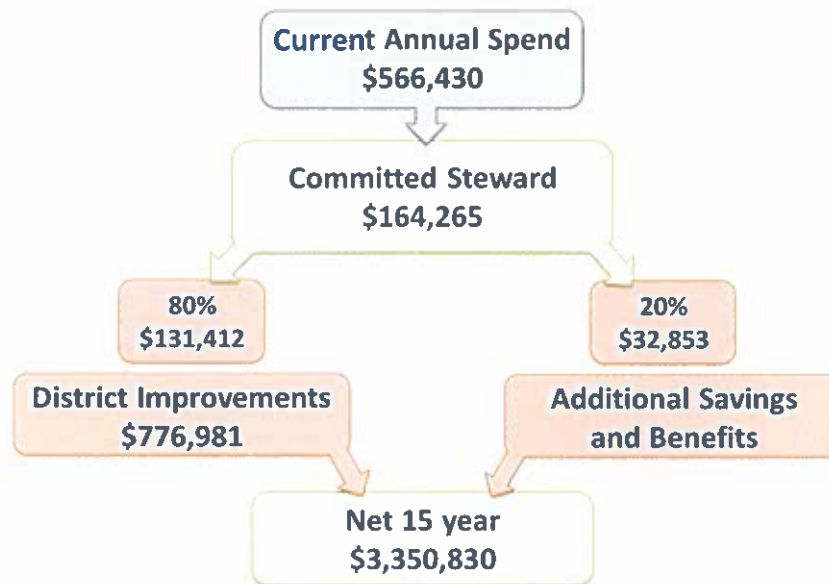 Current Annual Spend
$566,430
Committed Steward
$164,265
80%
$131,412
20%
$32,853
District Improvements
$776,981
Additional Savings
and Benefits
Net 15 year
$3,350,830